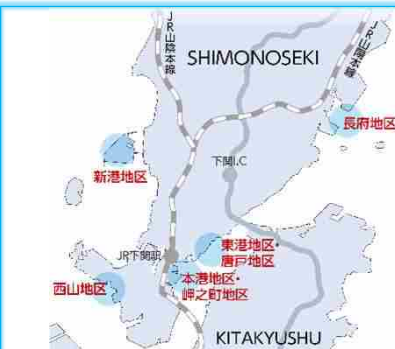 JR山陰本線
JR山陽本線
SHIMONOSEKI
長府地区
下関I.C
新港地区
東港地区・
唐戸地区
JR下関駅
本港地区・
岬之町地区
西山地区
KITAKYUSHU